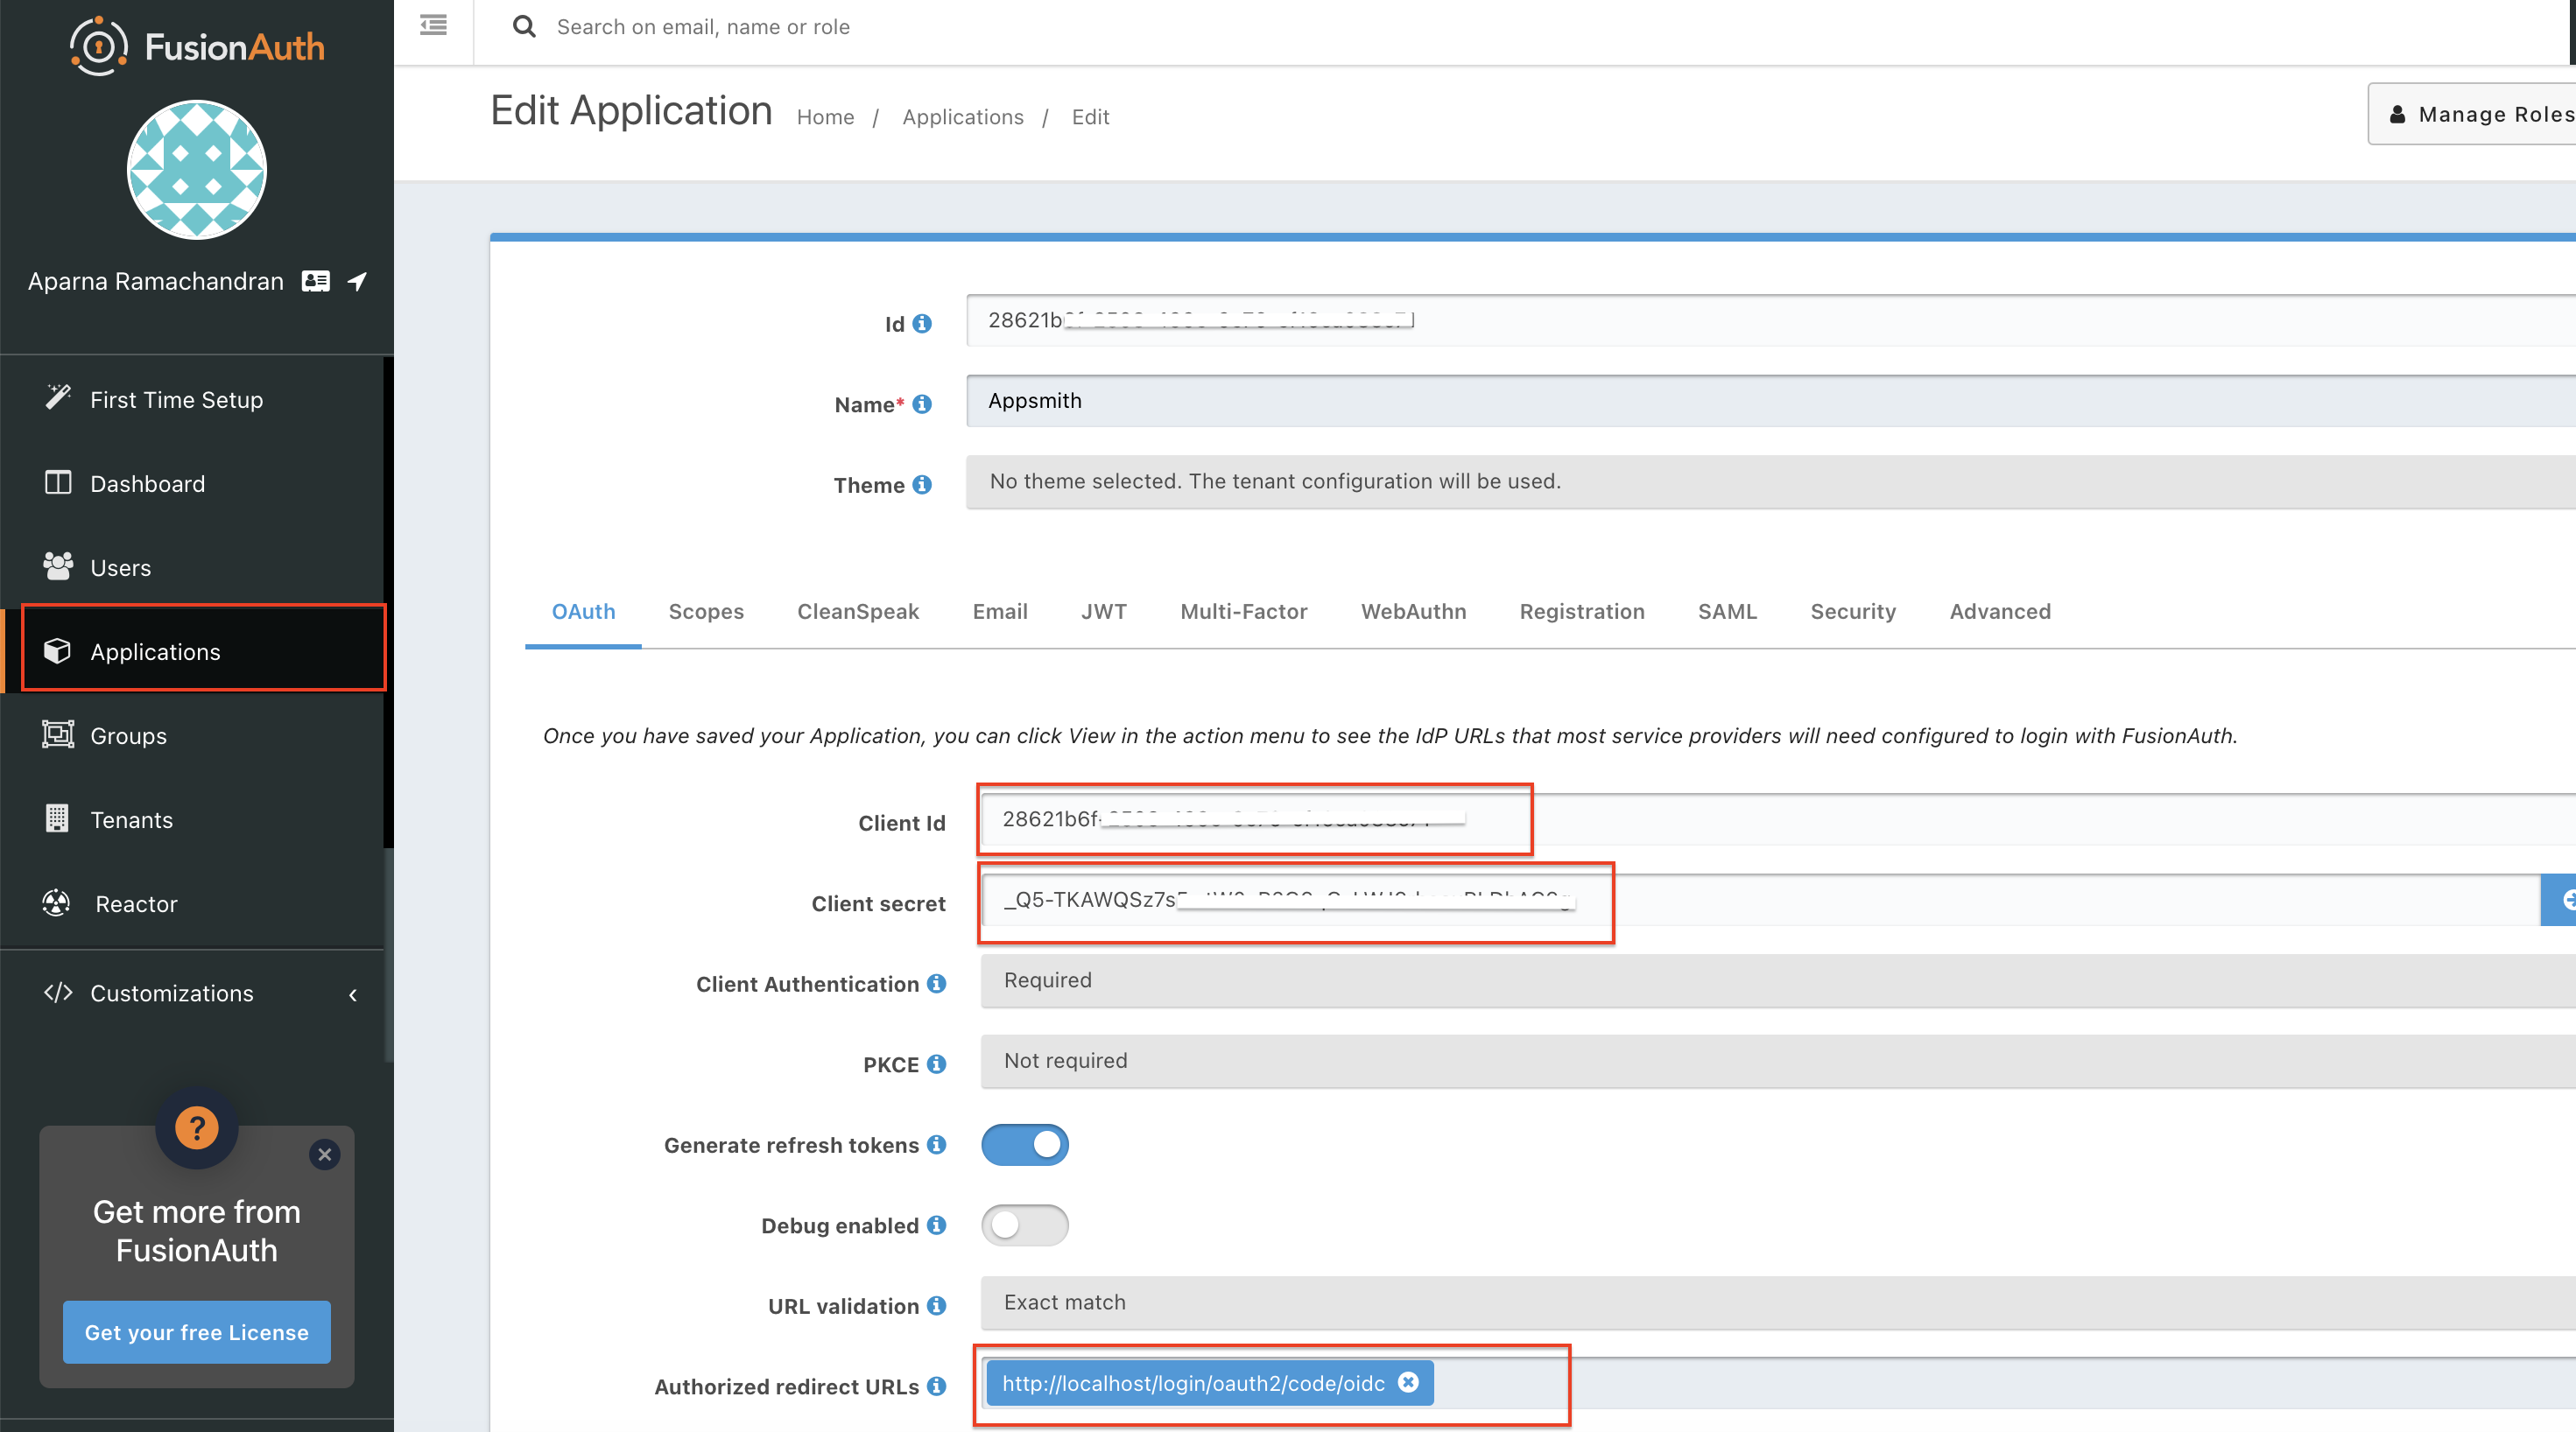 FusionAuth
Search on email, name or role
Edit Application Home / Applications / Edit
Manage Roles
Aparna Ramachandran
Id 28621b
Name* Appsmith
Theme No theme selected. The tenant configuration will be used.
First Time Setup
Dashboard
Users
Applications
Groups
Tenants
Reactor
Customizations
?
Get more from
FusionAuth
Get your free License
OAuth Scopes CleanSpeak Email JWT Multi-Factor WebAuthn Registration SAML Security Advanced
Once you have saved your Application, you can click View in the action menu to see the IdP URLs that most service providers will need configured to login with FusionAuth.
Client Id 28621b6f-
Client secret _Q5-TKAWQSz7s
Client Authentication Required
PKCE Not required
Generate refresh tokens
Debug enabled
URL validation Exact match
Authorized redirect URLs http://localhost/login/oauth2/code/oidc